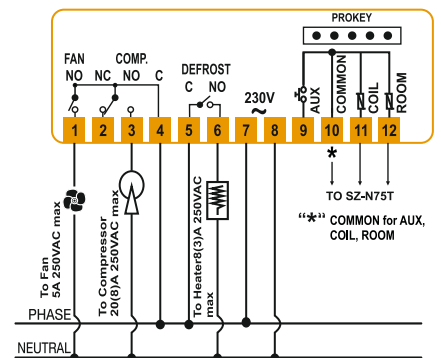 PROKEY
FAN
NO
NC
COMP.
NO
C
DEFROST
C NO
230V
~
AUX
COMMON
COIL
ROOM
1 2 3 4 5 6 7 8 9 10 11 12
*
TO SZ-N75T
"*" COMMON for AUX,
COIL, ROOM
To Fan
5A 250VAC max
To Compressor
20(8)A 250VAC max
To Heater8(3)A 250VAC
max
PHASE
NEUTRAL